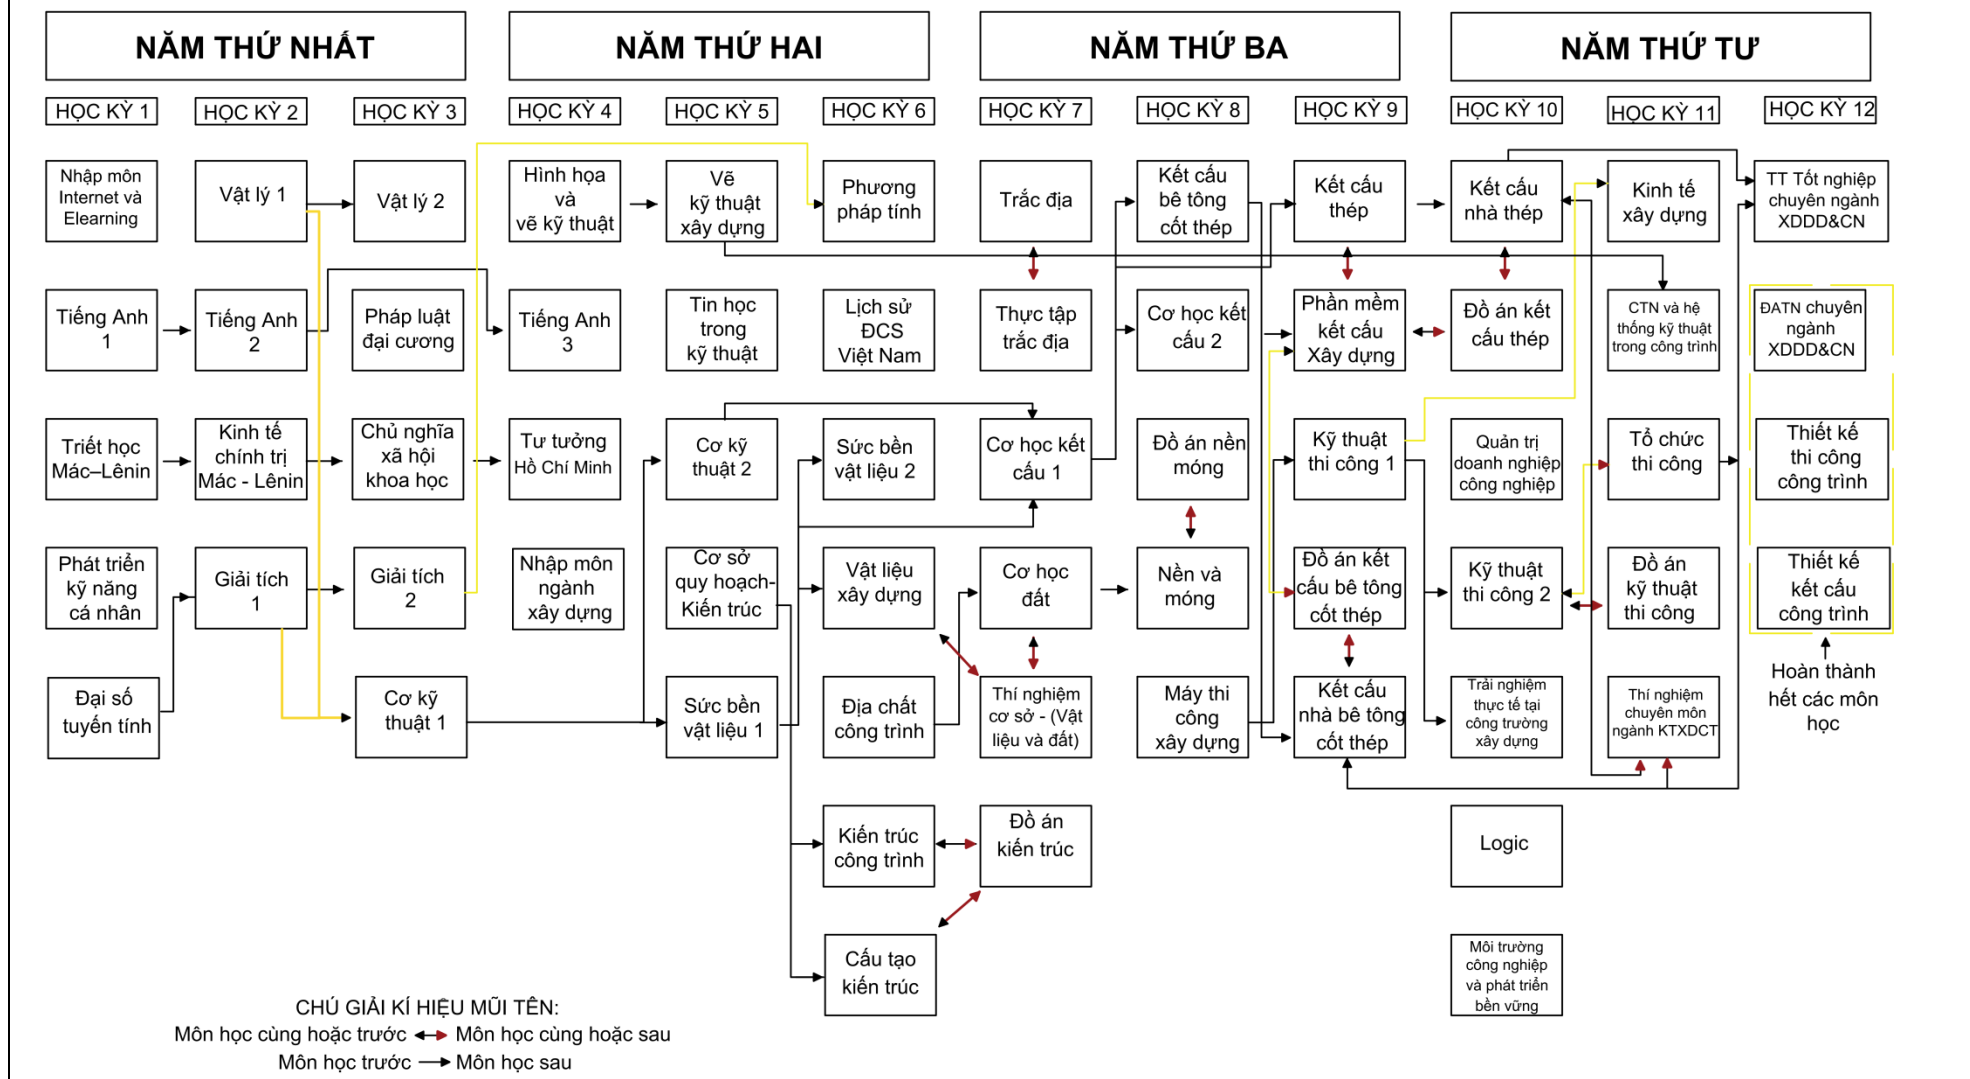 NĂM THỨ NHẤT
NĂM THỨ HAI
NĂM THỨ BA
NĂM THỨ TƯ
HỌC KỲ 1
HỌC KỲ 2
HỌC KỲ 3
HỌC KỲ 4
HỌC KỲ 5
HỌC KỲ 6
HỌC KỲ 7
HỌC KỲ 8
HỌC KỲ 9
HỌC KỲ 10
HỌC KỲ 11
HỌC KỲ 12
Nhập môn
Internet và
Elearning
Vật lý 1
Vật lý 2
Hình họa
và
vẽ kỹ thuật
Vẽ
kỹ thuật
xây dựng
Phương
pháp tính
Trắc địa
Kết cấu
bê tông
cốt thép
Kết cấu
thép
Kết cấu
nhà thép
Kinh tế
xây dựng
TT Tốt nghiệp
chuyên ngành
XDDD&CN
Tiếng Anh
1
Tiếng Anh
2
Pháp luật
đại cương
Tiếng Anh
3
Tin học
trong
kỹ thuật
Lịch sử
ĐCS
Việt Nam
Thực tập
trắc địa
Cơ học kết
cấu 2
Phần mềm
kết cấu
Xây dựng
Đồ án kết
cấu thép
CTN và hệ
thống kỹ thuật
trong công trình
ĐATN chuyên
ngành
XDDD&CN
Triết học
Mác–Lênin
Kinh tế
chính trị
Mác - Lênin
Chủ nghĩa
xã hội
khoa học
Tư tưởng
Hồ Chí Minh
Cơ kỹ
thuật 2
Sức bền
vật liệu 2
Cơ học kết
cấu 1
Đồ án nền
móng
Kỹ thuật
thi công 1
Quản trị
doanh nghiệp
công nghiệp
Tổ chức
thi công
Thiết kế
thi công
công trình
Phát triển
kỹ năng
cá nhân
Giải tích
1
Giải tích
2
Nhập môn
ngành
xây dựng
Cơ sở
quy hoạch-
Kiến trúc
Vật liệu
xây dựng
Cơ học
đất
Nền và
móng
Đồ án kết
cấu bê tông
cốt thép
Kỹ thuật
thi công 2
Đồ án
kỹ thuật
thi công
Thiết kế
kết cấu
công trình
Đại số
tuyến tính
Cơ kỹ
thuật 1
Sức bền
vật liệu 1
Địa chất
công trình
Thí nghiệm
cơ sở - (Vật
liệu và đất)
Máy thi
công
xây dựng
Kết cấu
nhà bê tông
cốt thép
Trải nghiệm
thực tế tại
công trường
xây dựng
Thí nghiệm
chuyên môn
ngành KTXDCT
Hoàn thành
hết các môn
học
Kiến trúc
công trình
Đồ án
kiến trúc
Logic
Cấu tạo
kiến trúc
Môi trường
công nghiệp
và phát triển
bền vững
CHÚ GIẢI KÍ HIỆU MŨI TÊN:
Môn học cùng hoặc trước Môn học cùng hoặc sau
Môn học trước Môn học sau